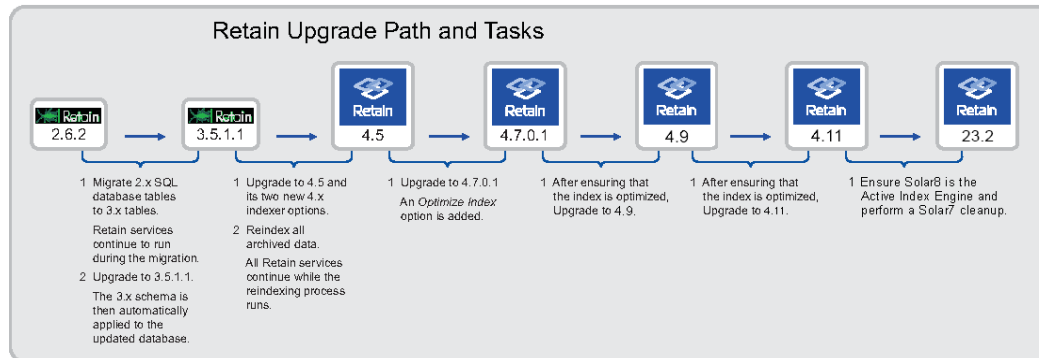 Retain Upgrade Path and Tasks
Retain
2.6.2
Retain
3.5.1.1
Retain
4.5
Retain
4.7.0.1
Retain
4.9
Retain
4.11
Retain
23.2
1 Migrate 2.x SQL
database tables
to 3.x tables.
Retain services
continue to run
during the migration.
2 Upgrade to 3.5.1.1.
The 3.x schema is
then automatically
applied to the
updated database.
1 Upgrade to 4.5 and
its two new 4.x
indexer options.
2 Reindex all
archived data.
All Retain services
continue while the
reindexing process
runs.
1 Upgrade to 4.7.0.1
An Optimize Index
option is added.
1 After ensuring that
the index is optimized,
Upgrade to 4.9.
1 After ensuring that
the index is optimized,
Upgrade to 4.11.
1 Ensure Solar8 is the
Active Index Engine and
perform a Solar7 cleanup.